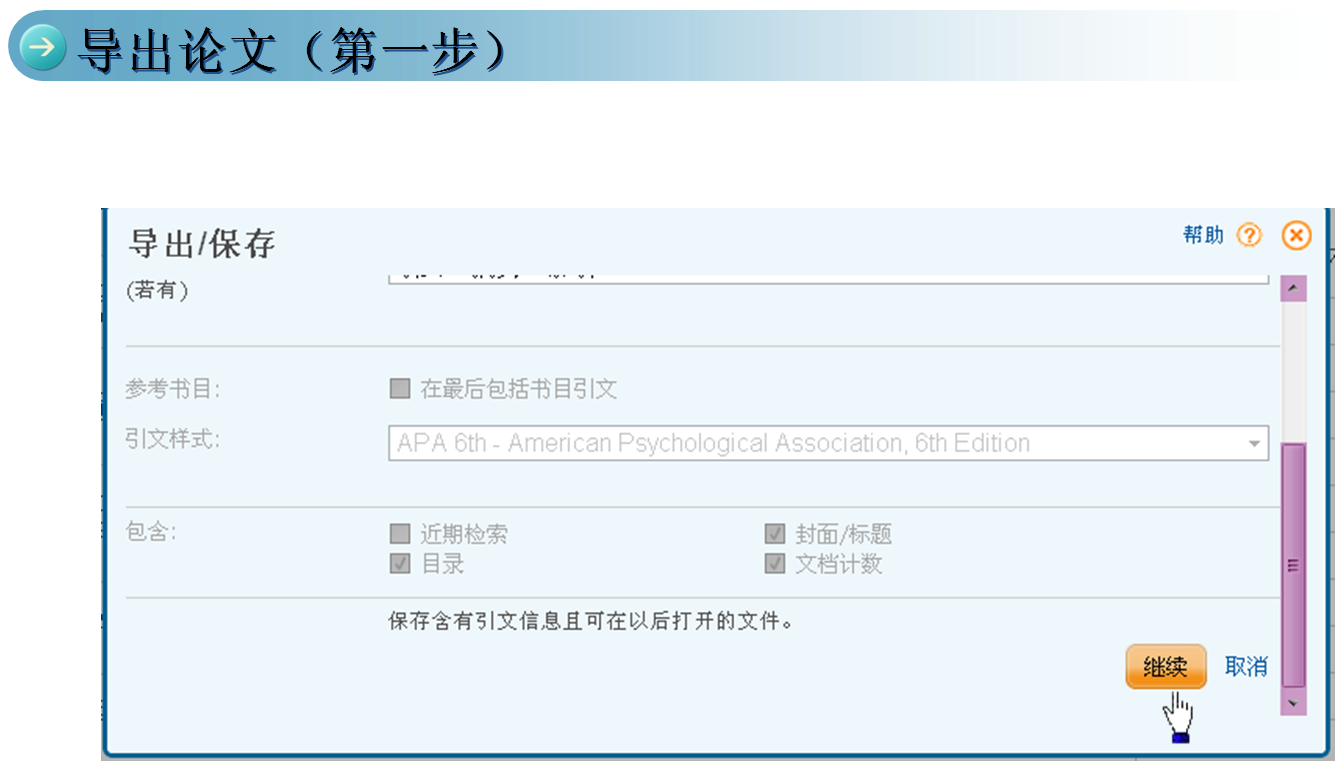 导出论文（第一步）
导出/保存
帮助
(若有)
参考书目:
在最后包括书目引文
引文样式:
APA 6th - American Psychological Association, 6th Edition
包含:
近期检索
封面/标题
目录
文档计数
保存含有引文信息且可在以后打开的文件。
继续 取消